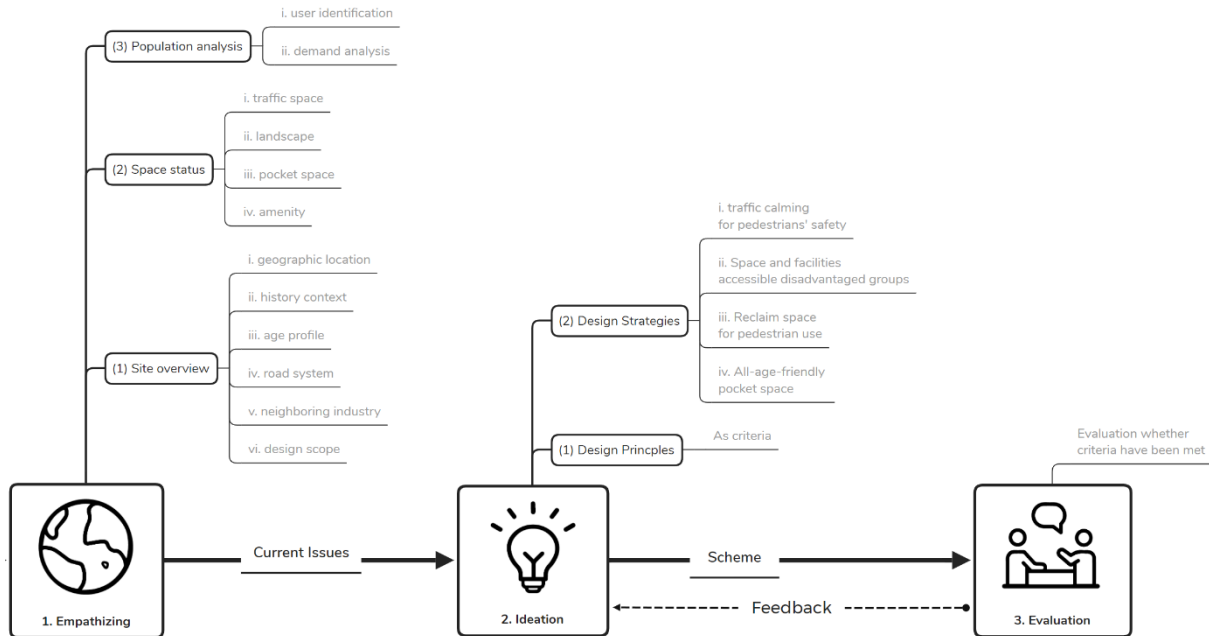 i. user identification
(3) Population analysis
ii. demand analysis
i. traffic space
ii. landscape
(2) Space status
iii. pocket space
iv. amenity
i. geographic location
ii. history context
iii. age profile
(1) Site overview
iv. road system
v. neighboring industry
vi. design scope
1. Empathizing
Current Issues
i. traffic calming
for pedestrians' safety
ii. Space and facilities
accessible disadvantaged groups
(2) Design Strategies
iii. Reclaim space
for pedestrian use
iv. All-age-friendly
pocket space
(1) Design Princples
As criteria
2. Ideation
Scheme
Feedback
Evaluation whether
criteria have been met
3. Evaluation